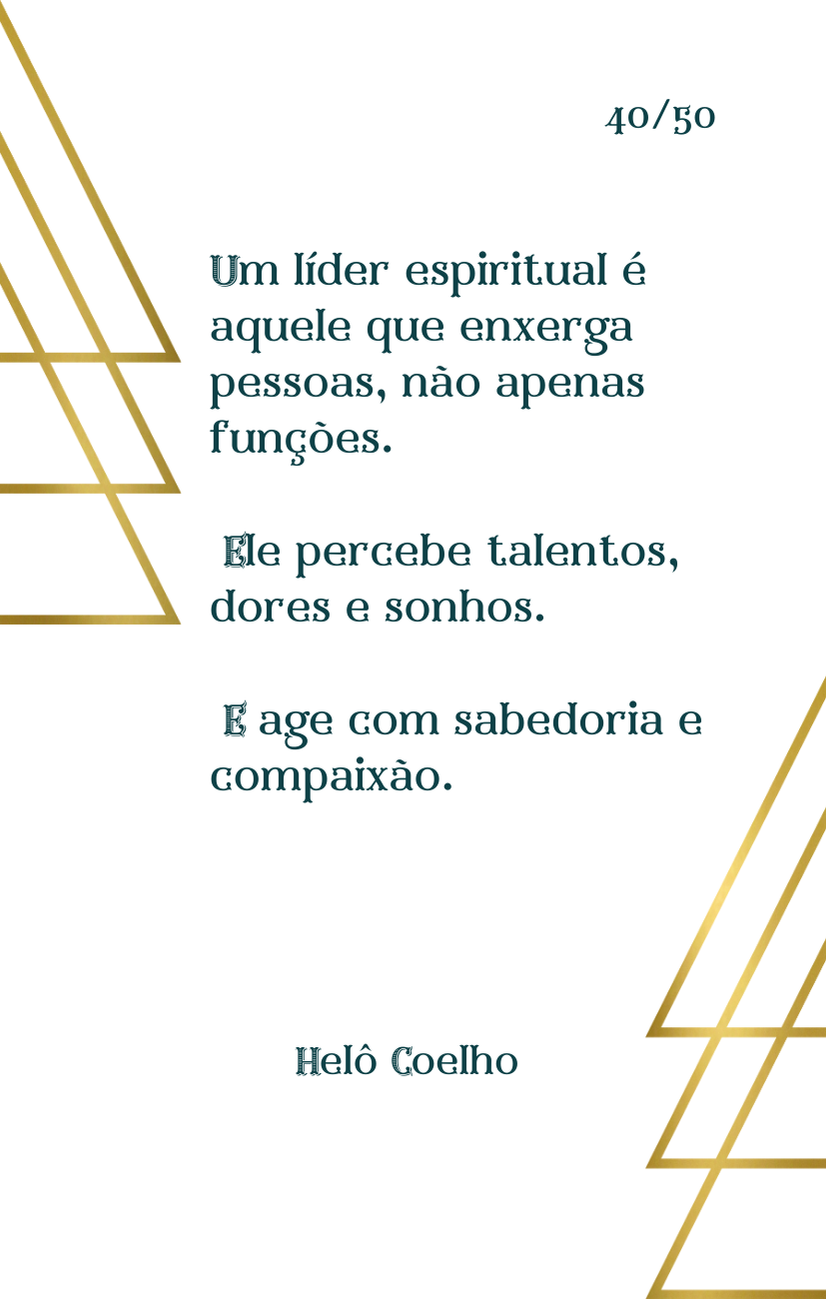 40/50
Um líder espiritual é
aquele que enxerga
pessoas, não apenas
funções.
Ele percebe talentos,
dores e sonhos.
E age com sabedoria e
compaixão.
Helô Coelho